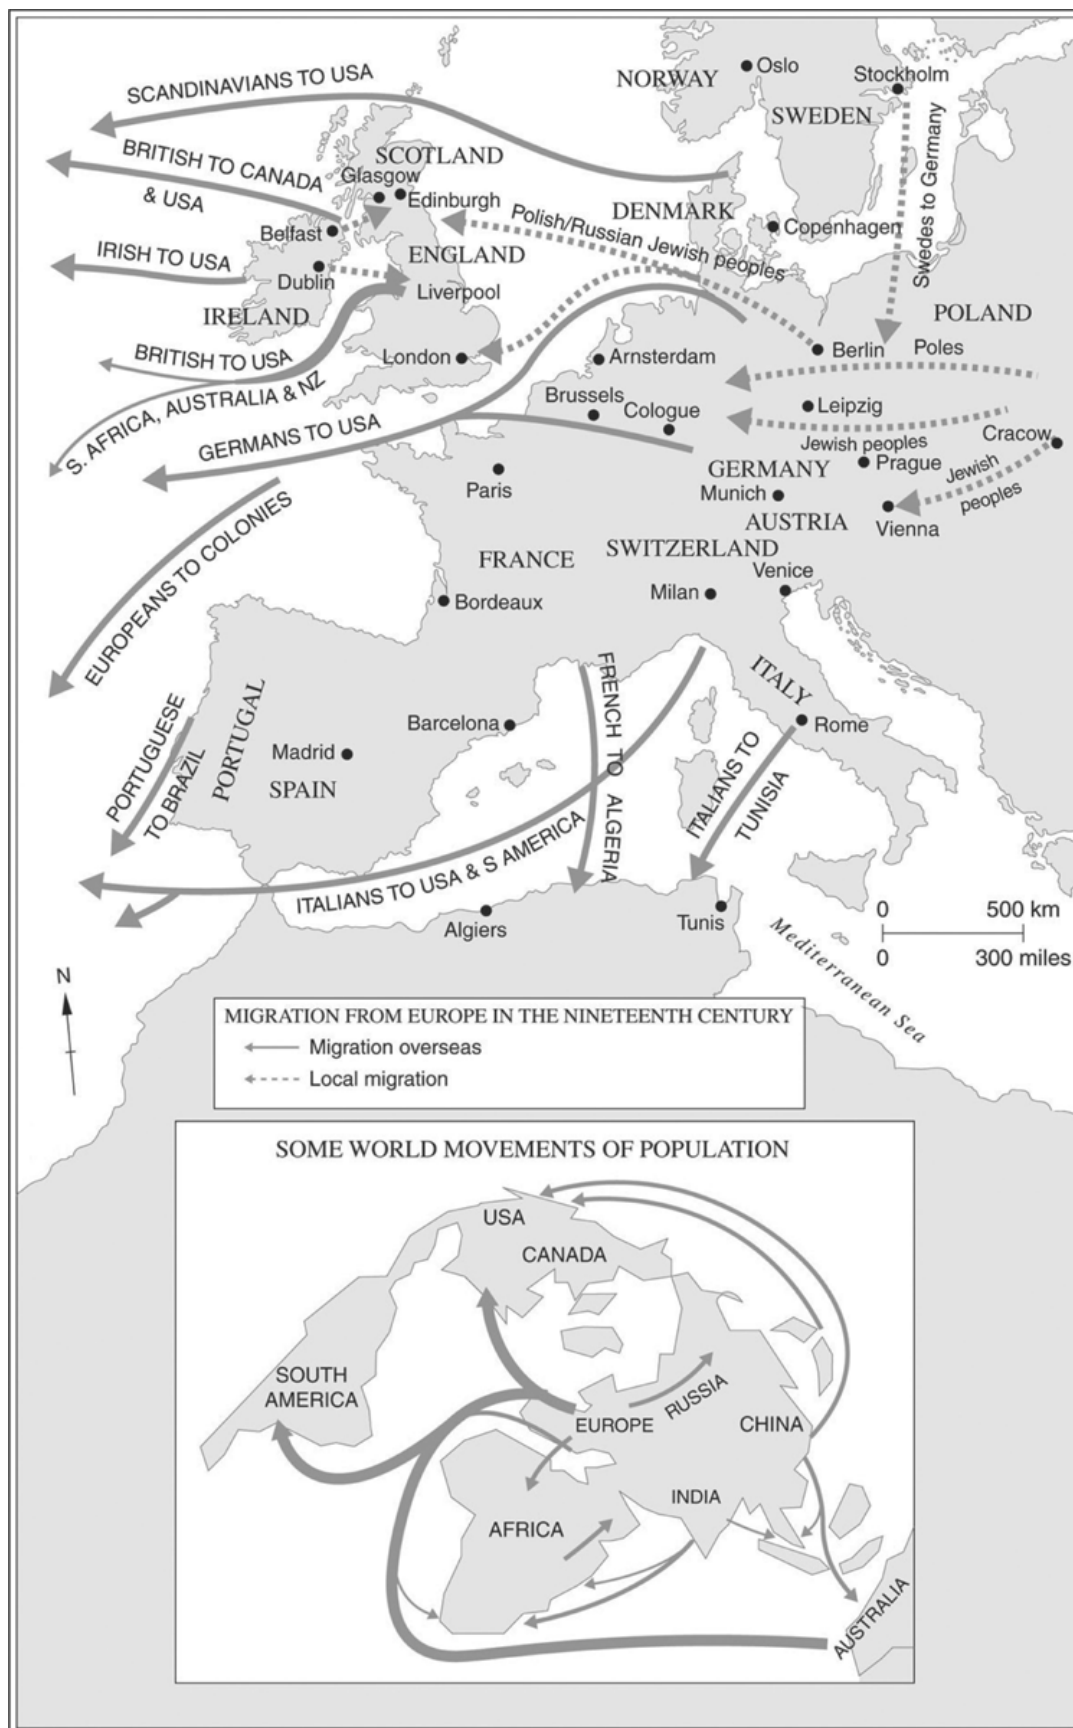 SCANDINAVIANS TO USA
NORWAY
Oslo
Stockholm
SWEDEN
BRITISH TO CANADA
& USA
SCOTLAND
Glasgow
Edinburgh
Polish/Russian Jewish peoples
DENMARK
Copenhagen
Swedes to Germany
Belfast
IRISH TO USA
ENGLAND
Dublin
Liverpool
IRELAND
POLAND
BRITISH TO USA
London
Arnsterdam
Berlin
Poles
S. AFRICA, AUSTRALIA & NZ
Brussels
Cologue
Leipzig
GERMANS TO USA
Jewish peoples
Cracow
GERMANY
Prague
Jewish
peoples
Paris
Munich
AUSTRIA
Vienna
EUROPEANS TO COLONIES
FRANCE
SWITZERLAND
Venice
Milan
Bordeaux
FRENCH TO ALGERIA
ITALY
PORTUGUESE
TO BRAZIL
PORTUGAL
Barcelona
Rome
Madrid
SPAIN
ITALIANS TO
TUNISIA
ITALIANS TO USA & S AMERICA
Algiers
Tunis
0 500 km
0 300 miles
Mediterranean Sea
N
MIGRATION FROM EUROPE IN THE NINETEENTH CENTURY
Migration overseas
Local migration
SOME WORLD MOVEMENTS OF POPULATION
USA
CANADA
SOUTH
AMERICA
RUSSIA
EUROPE
CHINA
INDIA
AFRICA
AUSTRALIA